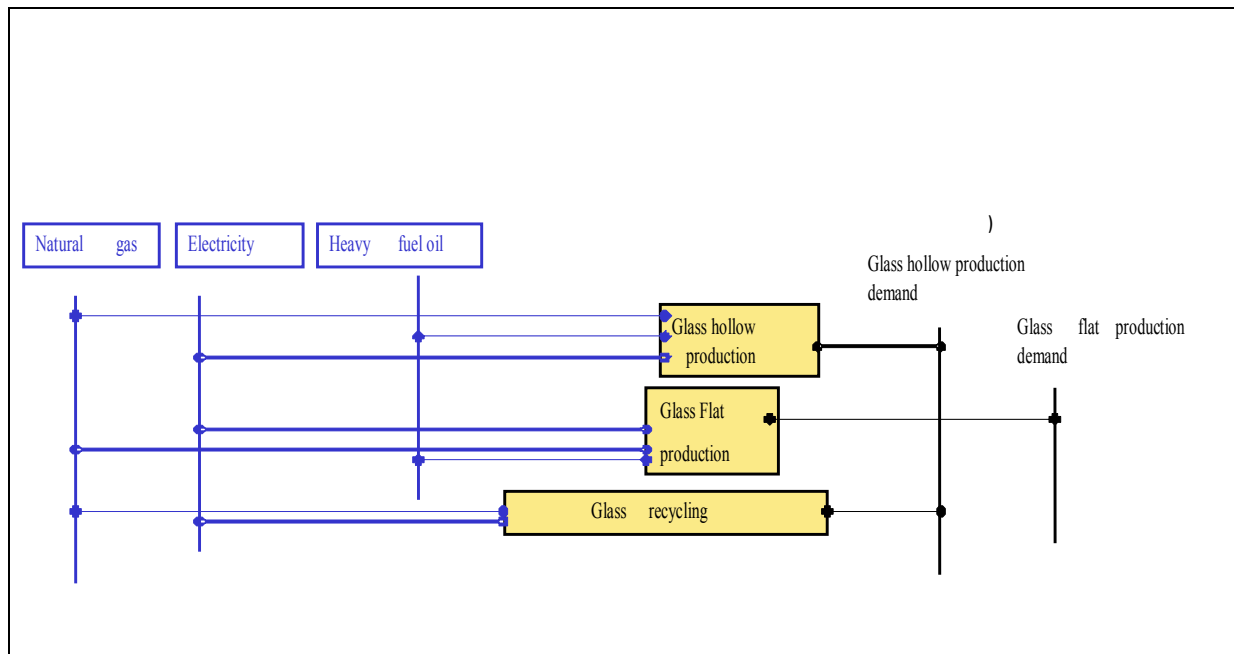 )
Natural gas
Electricity
Heavy fuel oil
Glass hollow production
demand
Glass flat production
demand
Glass hollow
production
Glass Flat
production
Glass recycling